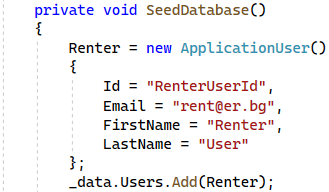 private void SeedDatabase()
{
Renter = new ApplicationUser()
{
Id = "RenterUserId",
Email = "rent@er.bg",
FirstName = "Renter",
LastName = "User"
};
_data.Users.Add(Renter);